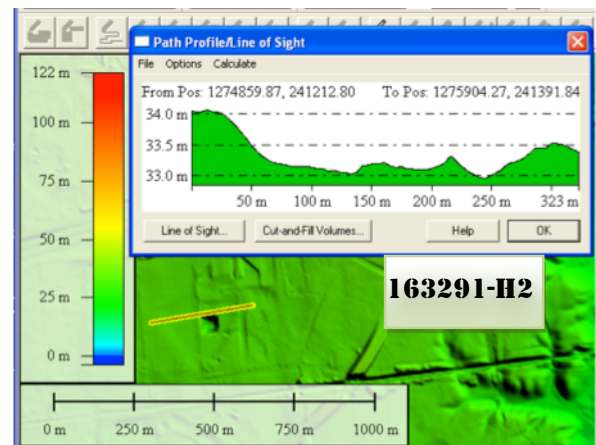 Path Profile/Line of Sight
File Options Calculate
From Pos: 1274859.87, 241212.80 To Pos: 1275904.27, 241391.84
34.0 m
33.5 m
33.0 m
50 m 100 m 150 m 200 m 250 m 323 m
Line of Sight... Cut-and-Fill Volumes... Help OK
122 m
100 m
75 m
50 m
25 m
0 m
163291-H2
0 m 250 m 500 m 750 m 1000 m